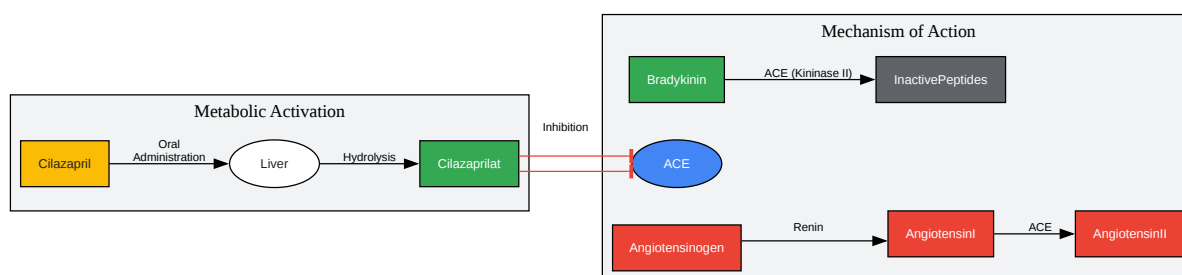 Mechanism of Action
Bradykinin
ACE (Kininase II)
InactivePeptides
Metabolic Activation
Inhibition
Cilazapril
Oral
Administration
Liver
Hydrolysis
Cilazaprilat
ACE
Angiotensinogen
Renin
AngiotensinI
ACE
AngiotensinII